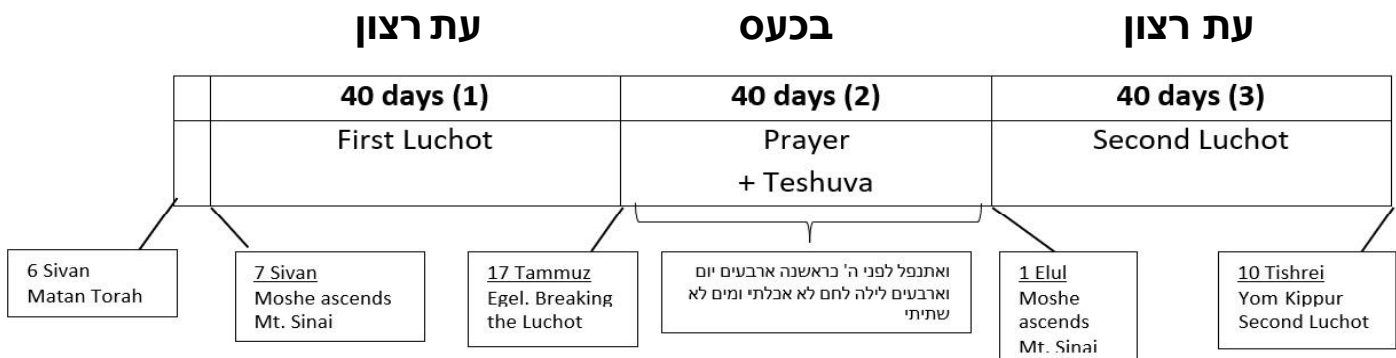 עת רצון
בכעס
עת רצון
40 days (1)
40 days (2)
40 days (3)
First Luchot
Prayer
+ Teshuva
Second Luchot
6 Sivan
Matan Torah
7 Sivan
Moshe ascends
Mt. Sinai
17 Tammuz
Egel. Breaking
the Luchot
ואתנפל לפני ה' כראשנה ארבעים יום
וארבעים לילה לחם לא אכלתי ומים לא
שתיתי
1 Elul
Moshe
ascends
Mt. Sinai
10 Tishrei
Yom Kippur
Second Luchot